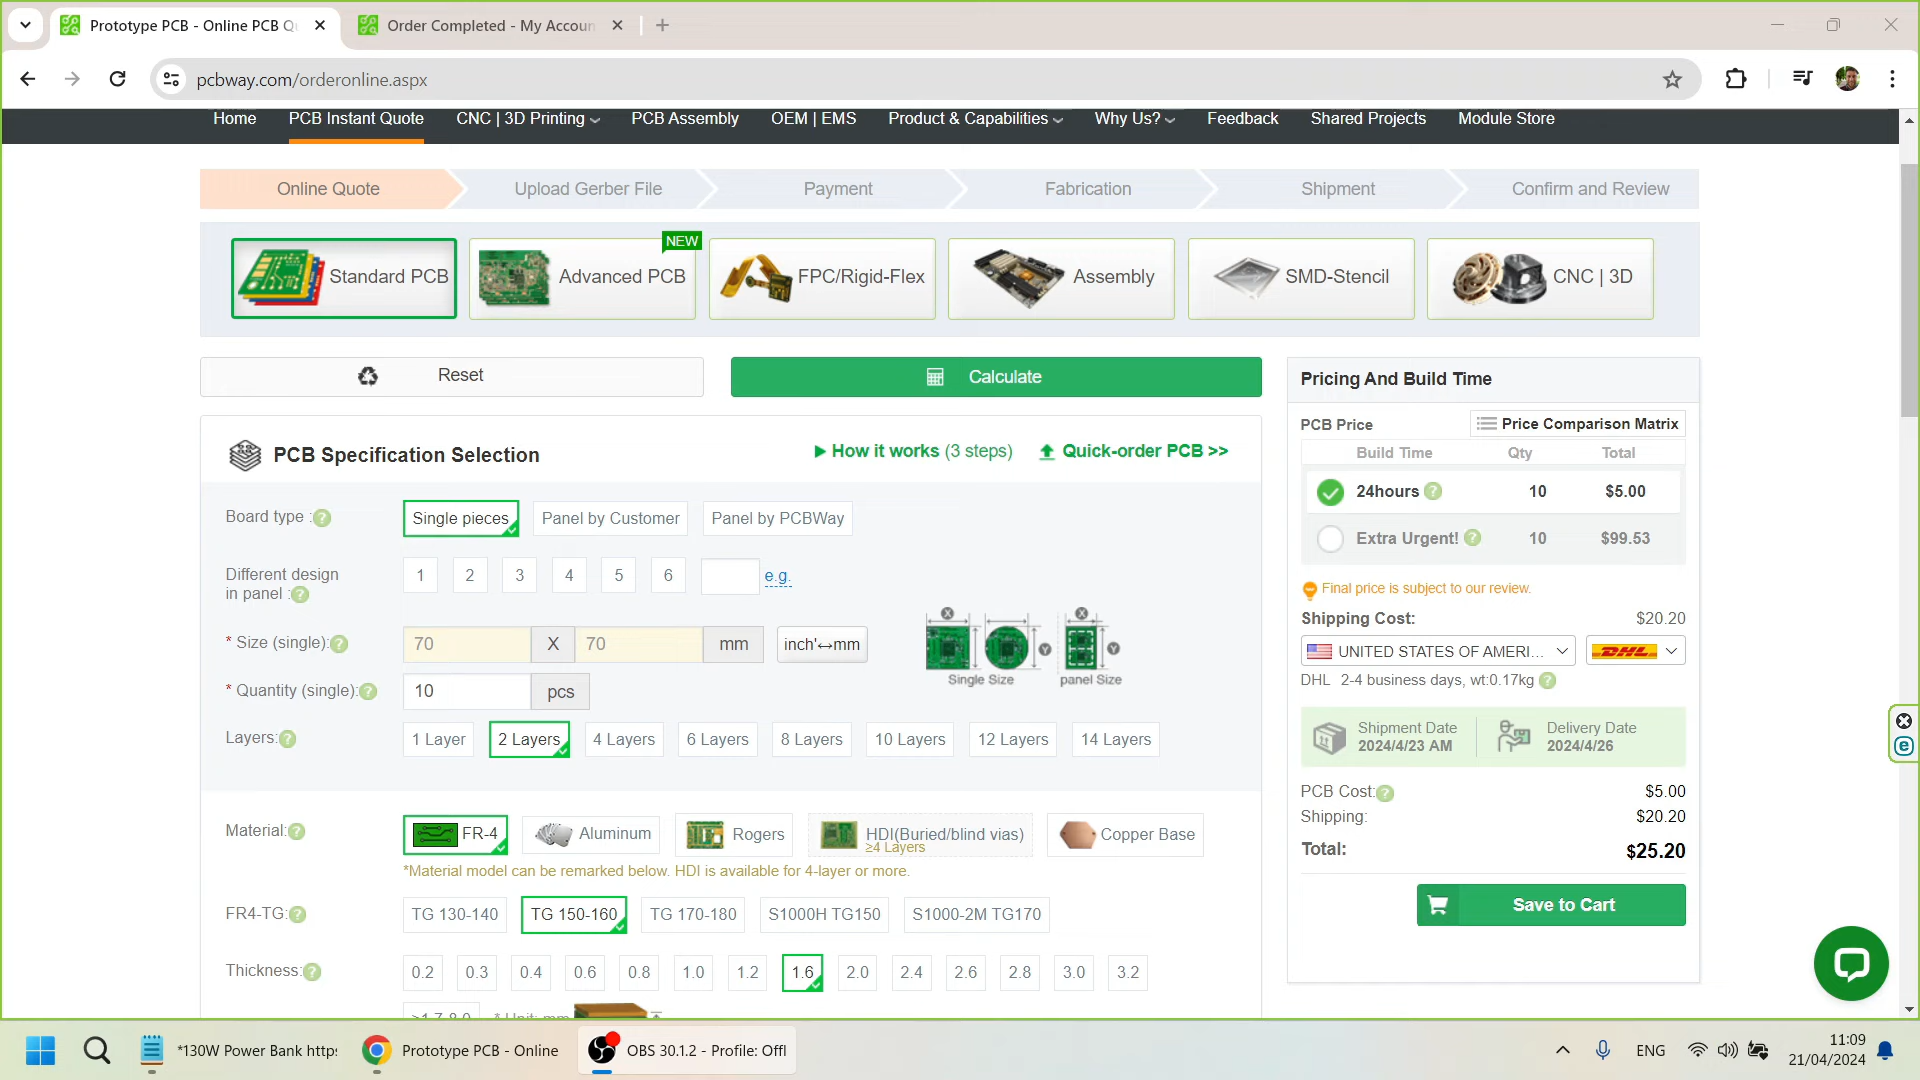 Prototype PCB - Online PCB Q
Order Completed - My Accoun
pcbway.com/orderonline.aspx
Home
PCB Instant Quote
CNC | 3D Printing
PCB Assembly
OEM | EMS
Product & Capabilities
Why Us?
Feedback
Shared Projects
Module Store
Online Quote
Upload Gerber File
Payment
Fabrication
Shipment
Confirm and Review
Standard PCB
NEW
Advanced PCB
FPC/Rigid-Flex
Assembly
SMD-Stencil
CNC | 3D
Reset
Calculate
Pricing And Build Time
PCB Price
Price Comparison Matrix
Build Time Qty Total
24hours ? 10 $5.00
Extra Urgent! ? 10 $99.53
Final price is subject to our review.
Shipping Cost: $20.20
UNITED STATES OF AMERI...
DHL
DHL 2-4 business days, wt:0.17kg ?
Shipment Date
2024/4/23 AM
Delivery Date
2024/4/26
PCB Cost:? $5.00
Shipping: $20.20
Total: $25.20
Save to Cart
PCB Specification Selection
How it works (3 steps)
Quick-order PCB >>
Board type :? Single pieces Panel by Customer Panel by PCBWay
Different design
in panel :?
1 2 3 4 5 6 e.g.
* Size (single):? 70 X 70 mm inch'↔mm
X X
Y Y
Single Size panel Size
* Quantity (single):? 10 pcs
Layers:? 1 Layer 2 Layers 4 Layers 6 Layers 8 Layers 10 Layers 12 Layers 14 Layers
Material:? FR-4 Aluminum Rogers HDI(Buried/blind vias) Copper Base
≥4 Layers
*Material model can be remarked below. HDI is available for 4-layer or more.
FR4-TG:? TG 130-140 TG 150-160 TG 170-180 S1000H TG150 S1000-2M TG170
Thickness:? 0.2 0.3 0.4 0.6 0.8 1.0 1.2 1.6 2.0 2.4 2.6 2.8 3.0 3.2
* Unit: mm
*130W Power Bank https
Prototype PCB - Online
OBS 30.1.2 - Profile: Offl
ENG
11:09
21/04/2024